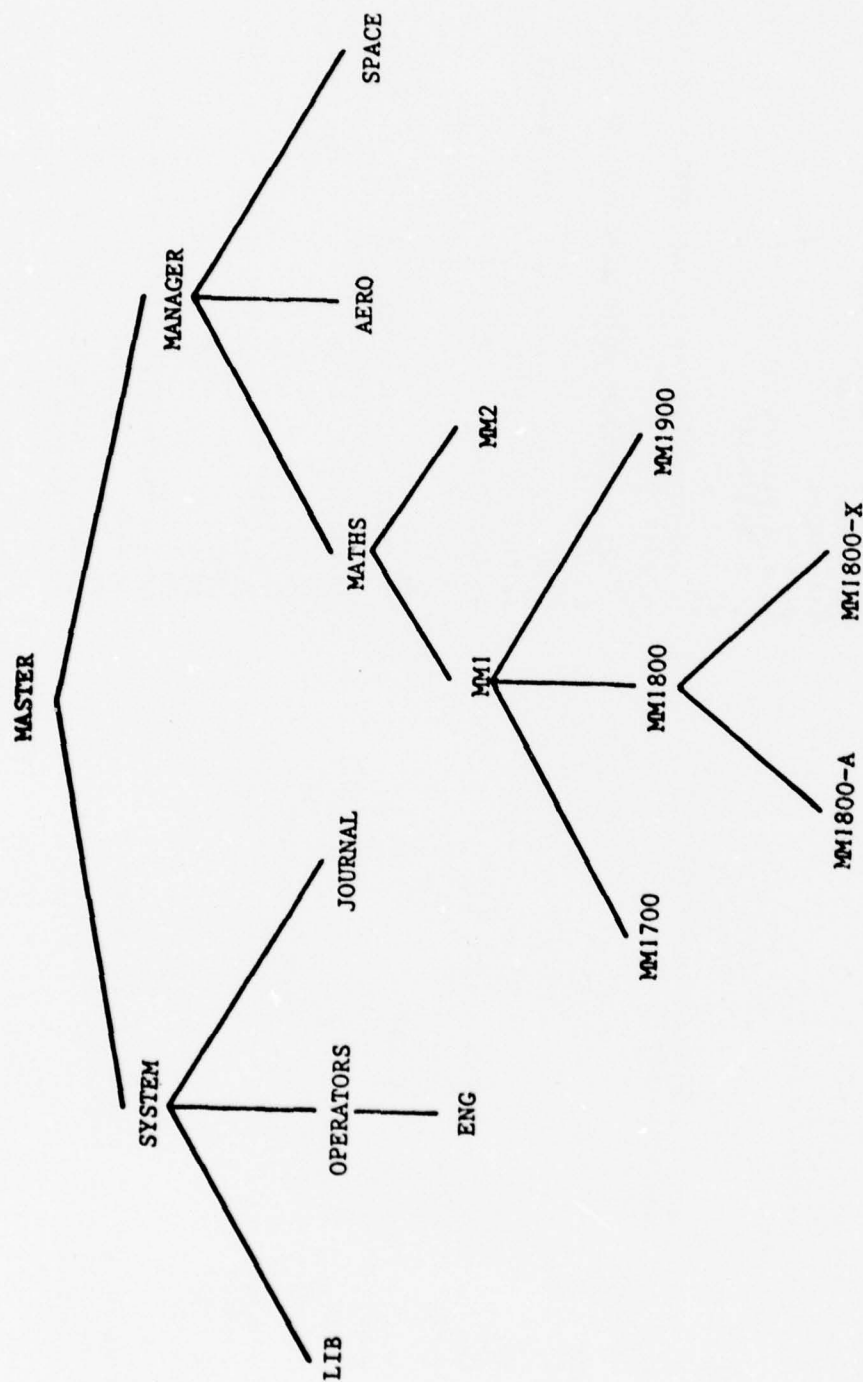 MASTER
SYSTEM
MANAGER
LIB
OPERATORS
JOURNAL
MATHS
AERO
SPACE
ENG
MM1
MM2
MM1700
MM1800
MM1900
MM1800-A
MM1800-X